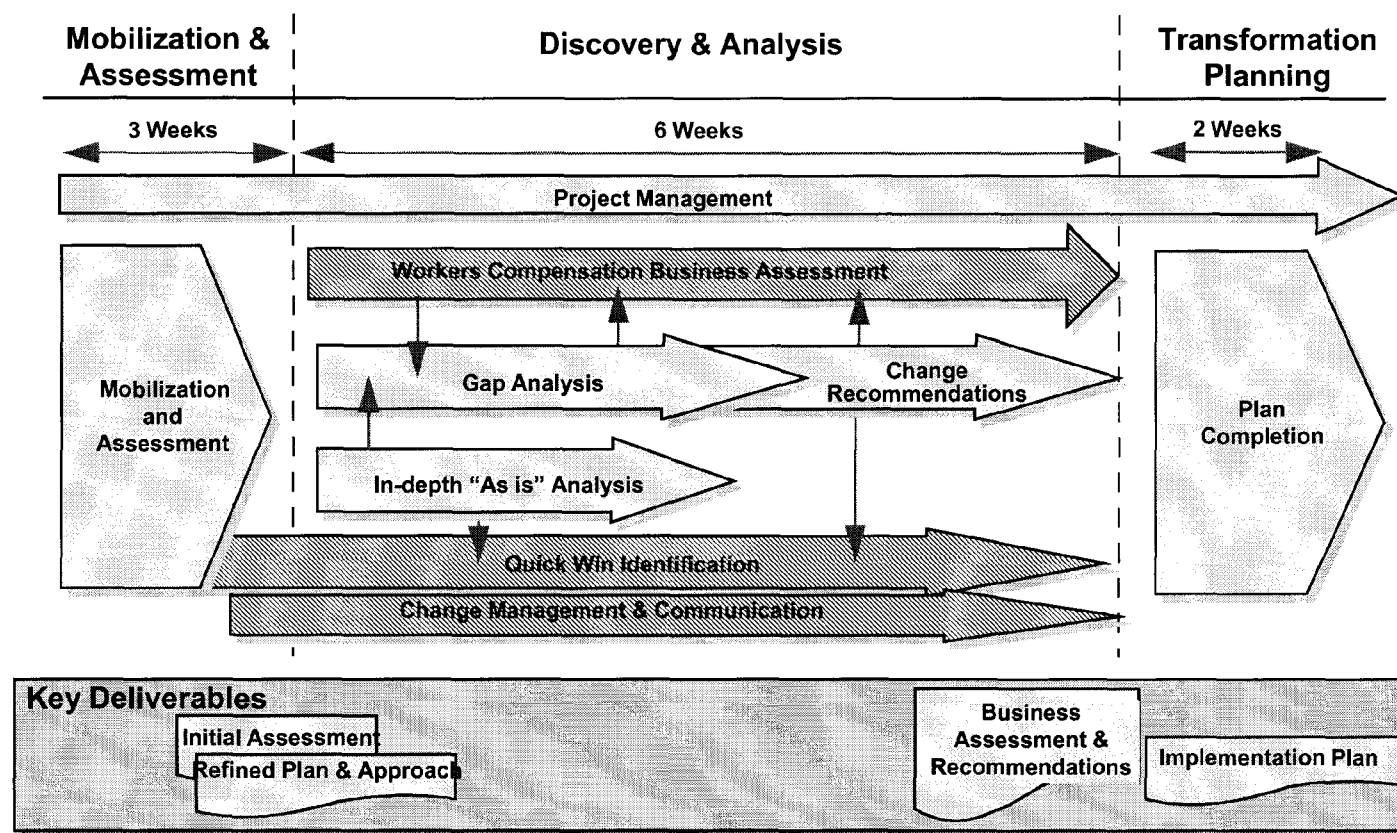 Mobilization &
Assessment
Discovery & Analysis
Transformation
Planning
3 Weeks
6 Weeks
2 Weeks
Project Management
Workers Compensation Business Assessment
Mobilization
and
Assessment
Gap Analysis
Change
Recommendations
Plan
Completion
In-depth “As is” Analysis
Quick Win Identification
Change Management & Communication
Key Deliverables
Initial Assessment
Refined Plan & Approach
Business
Assessment &
Recommendations
Implementation Plan